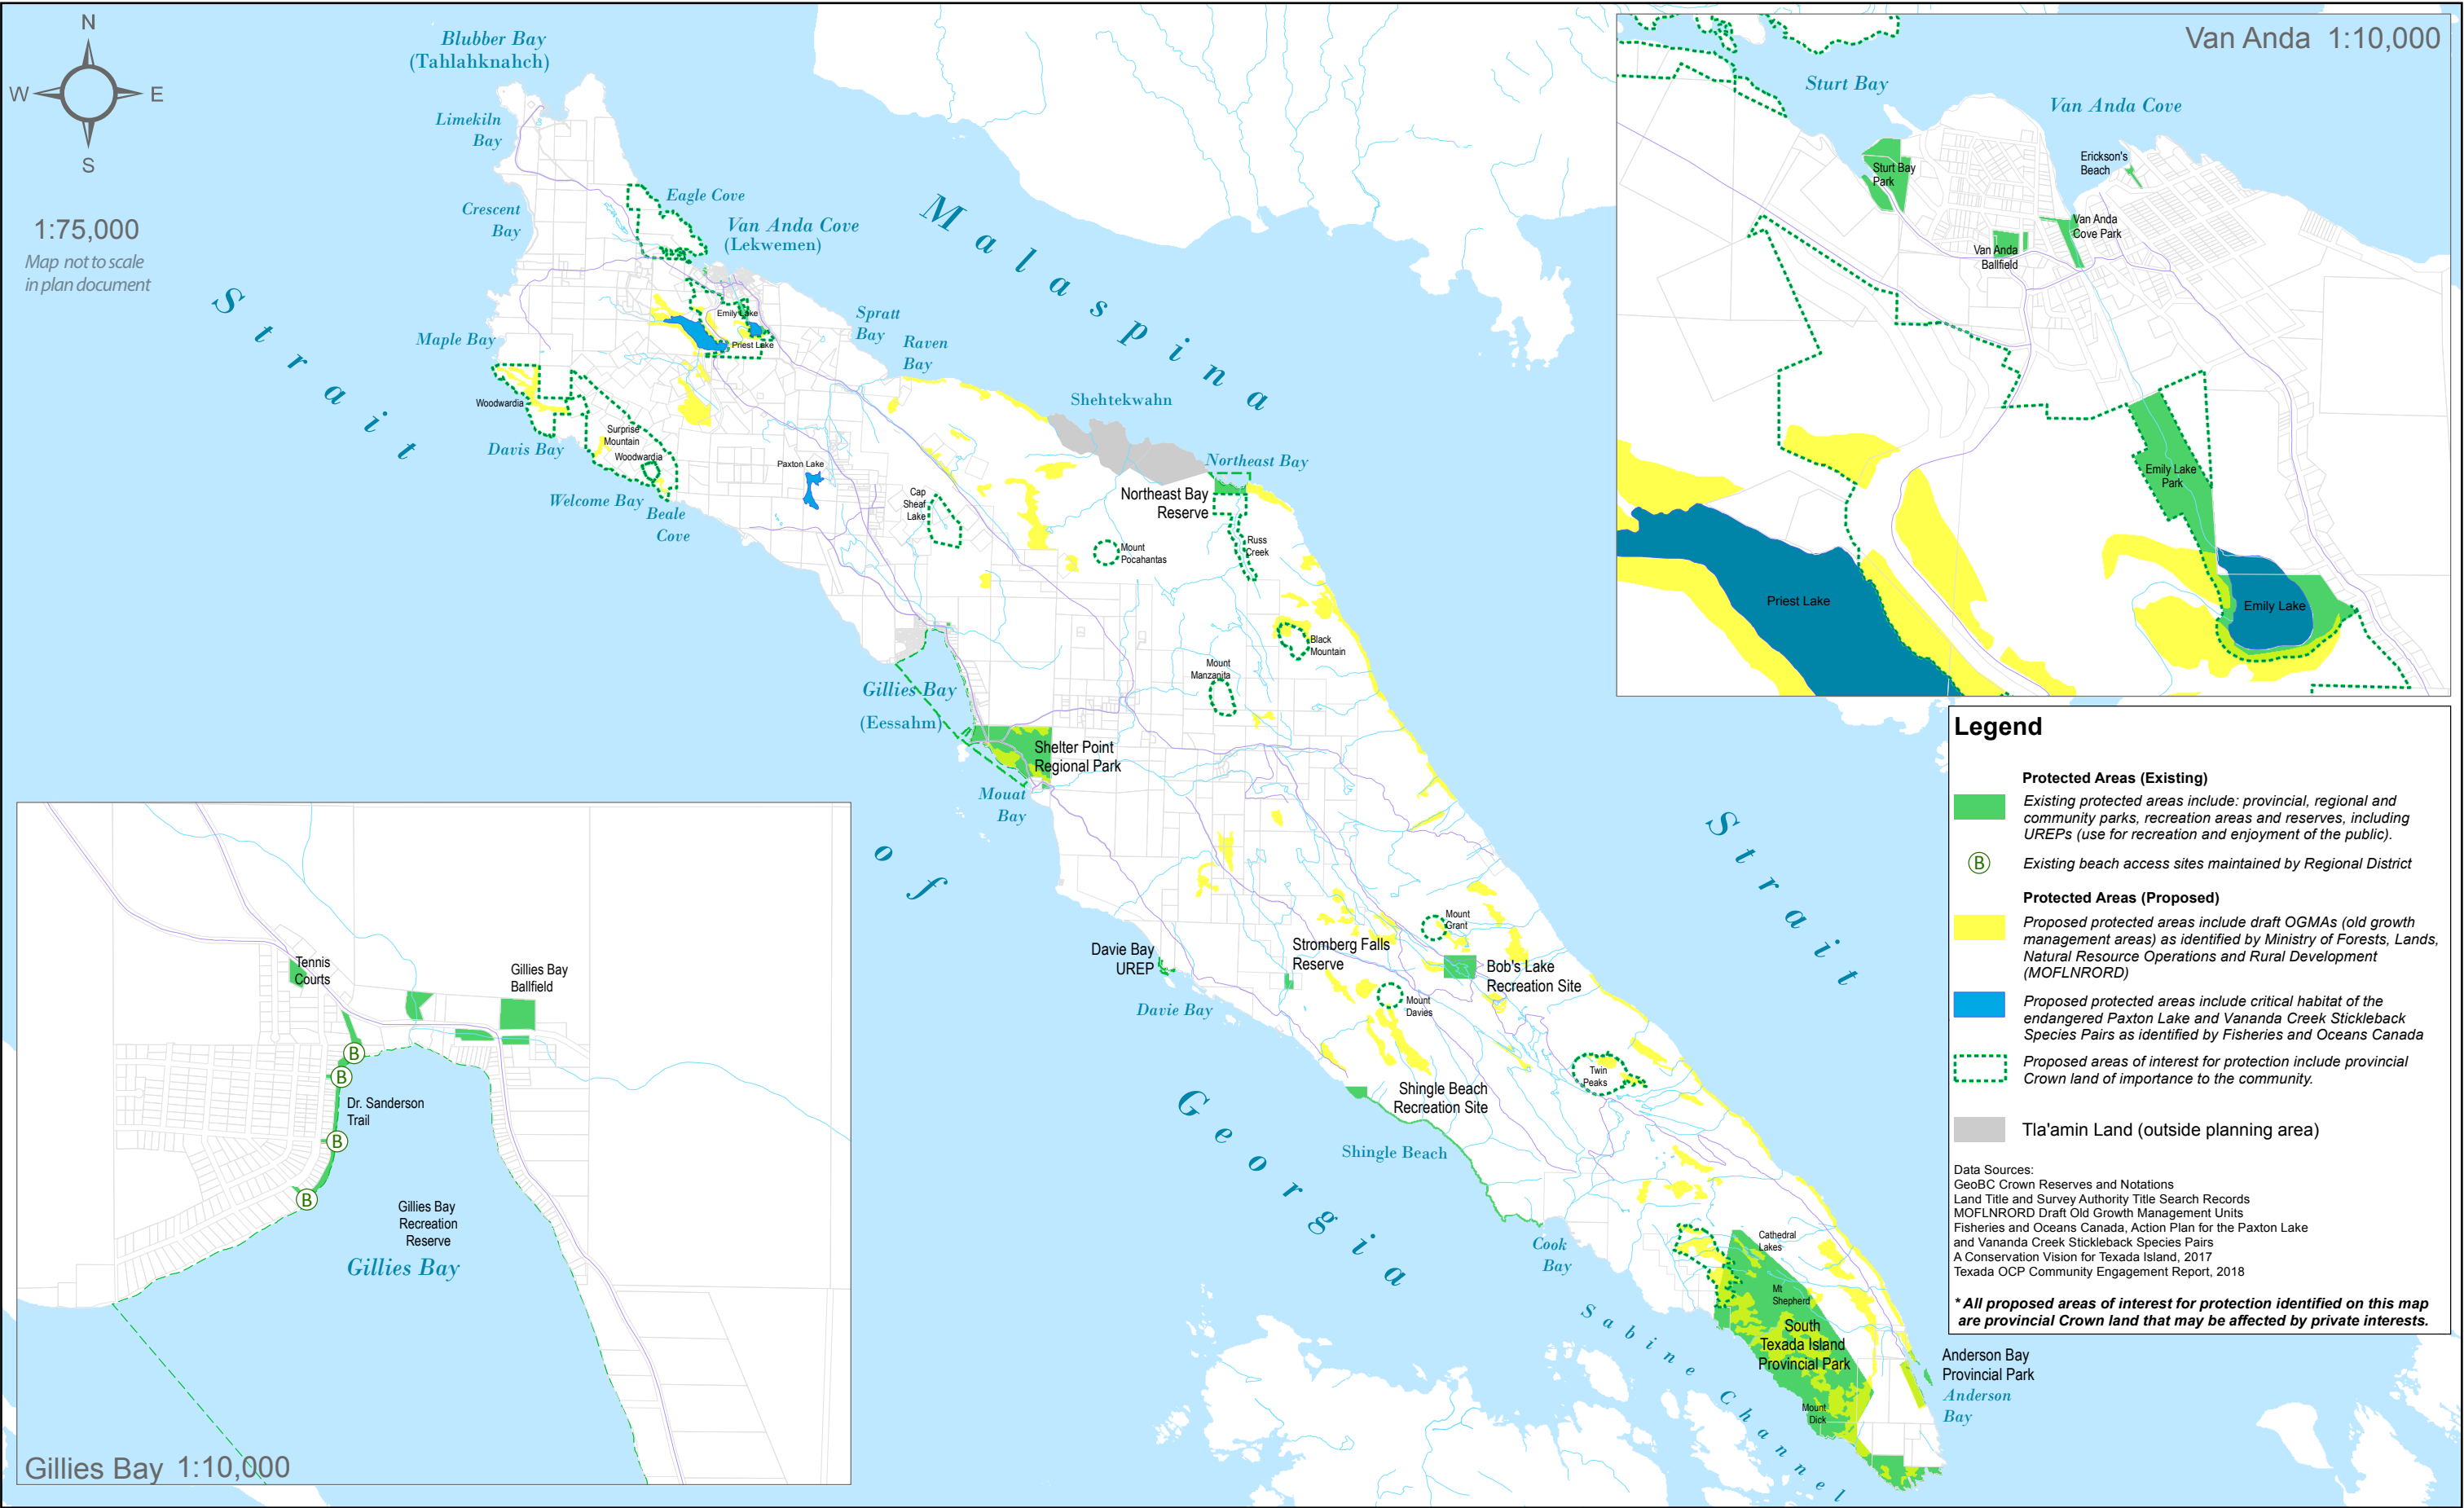 N
W
E
S
1:75,000
Map not to scale
in plan document
Blubber Bay
(Tahlahknahch)
Limekiln
Bay
Crescent
Bay
Eagle Cove
Van Anda Cove
(Lekwemen)
Maple Bay
Emily Lake
Priest Lake
Spratt
Bay
Raven
Bay
Malaspina
Strait
Woodwardia
Surprise
Mountain
Woodwardia
Davis Bay
Welcome Bay
Beale
Cove
Paxton Lake
Cap
Sheaf
Lake
Shehtekwahn
Northeast Bay
Northeast Bay
Reserve
Mount
Pocahantas
Russ
Creek
Black
Mountain
Mount
Manzanita
Gillies Bay
(Eessahm)
Shelter Point
Regional Park
Mouat
Bay
Strait
of
Georgia
Davie Bay
UREP
Davie Bay
Stromberg Falls
Reserve
Mount
Grant
Bob's Lake
Recreation Site
Mount
Davies
Twin
Peaks
Shingle Beach
Recreation Site
Shingle Beach
Cook
Bay
Sabine Channel
Cathedral
Lakes
Mt
Shepherd
South
Texada Island
Provincial Park
Mount
Dick
Anderson Bay
Provincial Park
Anderson
Bay
Van Anda 1:10,000
Sturt Bay
Van Anda Cove
Sturt Bay
Park
Erickson's
Beach
Van Anda
Cove Park
Van Anda
Ballfield
Emily Lake
Park
Priest Lake
Emily Lake
Tennis
Courts
Gillies Bay
Ballfield
B
B
Dr. Sanderson
Trail
B
B
Gillies Bay
Recreation
Reserve
Gillies Bay
Gillies Bay 1:10,000
Legend
Protected Areas (Existing)
Existing protected areas include: provincial, regional and
community parks, recreation areas and reserves, including
UREPs (use for recreation and enjoyment of the public).
B
Existing beach access sites maintained by Regional District
Protected Areas (Proposed)
Proposed protected areas include draft OGMAs (old growth
management areas) as identified by Ministry of Forests, Lands,
Natural Resource Operations and Rural Development
(MOFLNRORD)
Proposed protected areas include critical habitat of the
endangered Paxton Lake and Vananda Creek Stickleback
Species Pairs as identified by Fisheries and Oceans Canada
Proposed areas of interest for protection include provincial
Crown land of importance to the community.
Tla'amin Land (outside planning area)
Data Sources:
GeoBC Crown Reserves and Notations
Land Title and Survey Authority Title Search Records
MOFLNRORD Draft Old Growth Management Units
Fisheries and Oceans Canada, Action Plan for the Paxton Lake
and Vananda Creek Stickleback Species Pairs
A Conservation Vision for Texada Island, 2017
Texada OCP Community Engagement Report, 2018
* All proposed areas of interest for protection identified on this map
are provincial Crown land that may be affected by private interests.